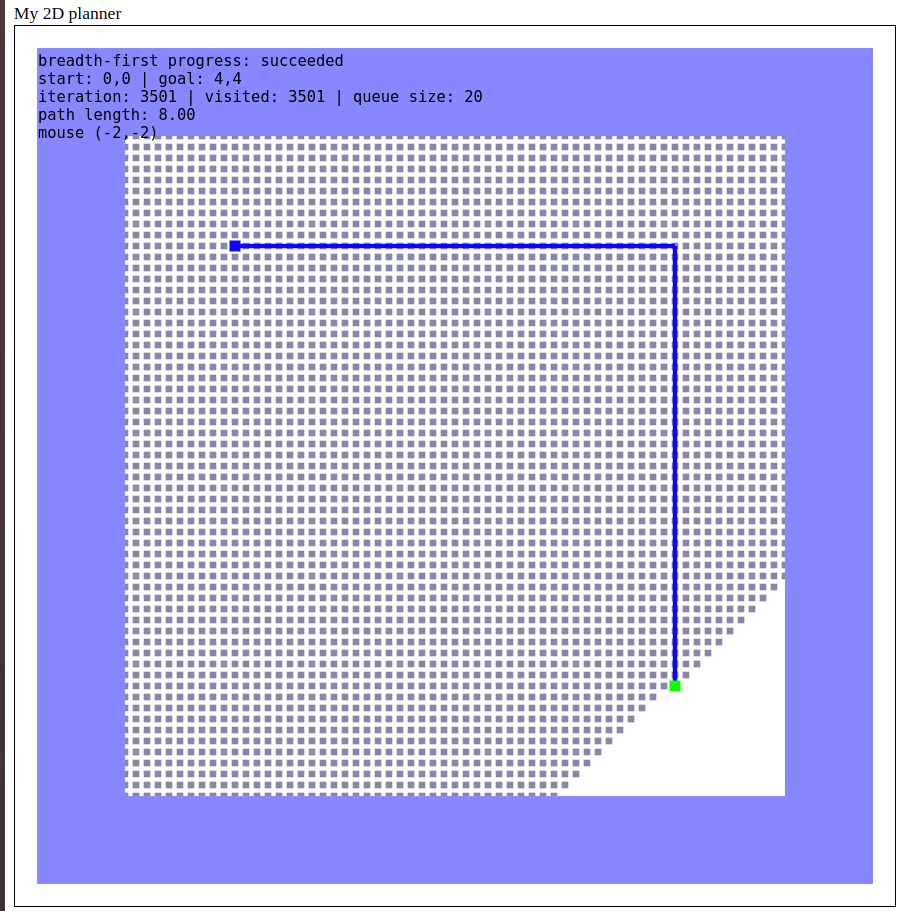 My 2D planner
breadth-first progress: succeeded
start: 0,0 | goal: 4,4
iteration: 3501 | visited: 3501 | queue size: 20
path length: 8.00
mouse (-2,-2)